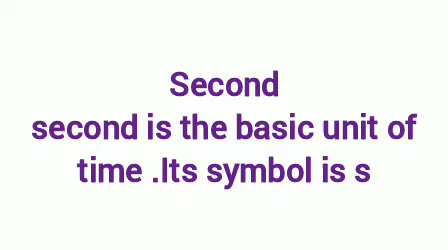 Second
second is the basic unit of
time .Its symbol is s